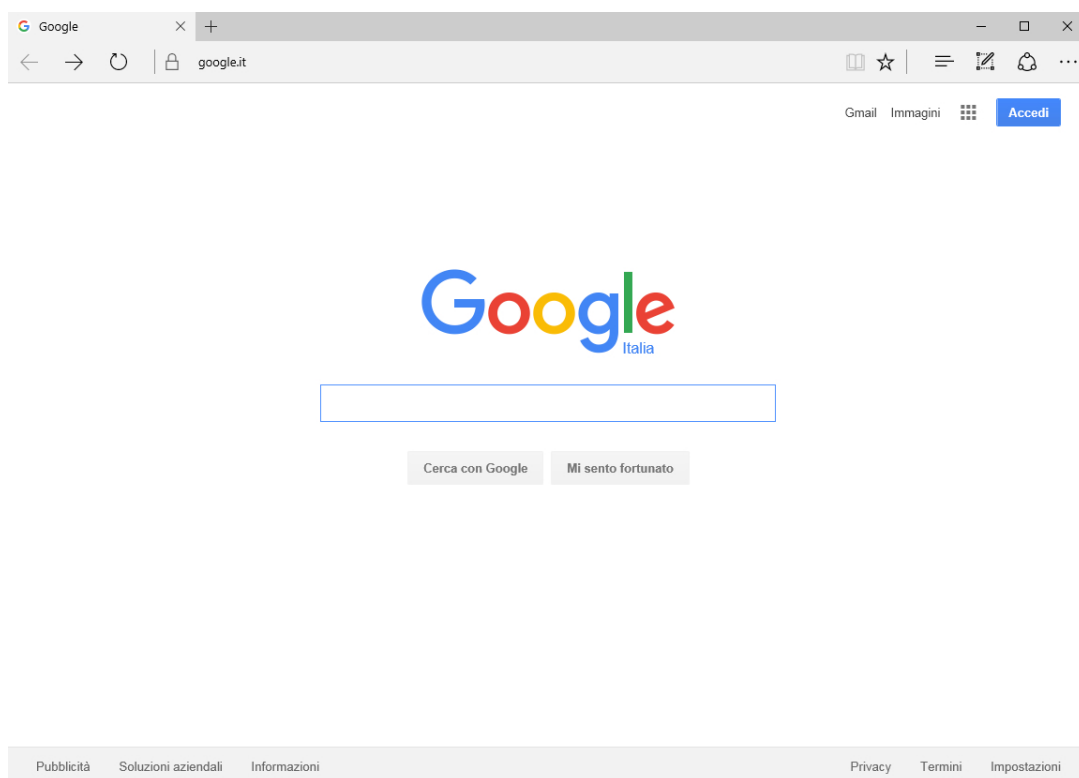 Google
google.it
Gmail Immagini Accedi
Google
Italia
Cerca con Google Mi sento fortunato
Pubblicità Soluzioni aziendali Informazioni Privacy Termini Impostazioni